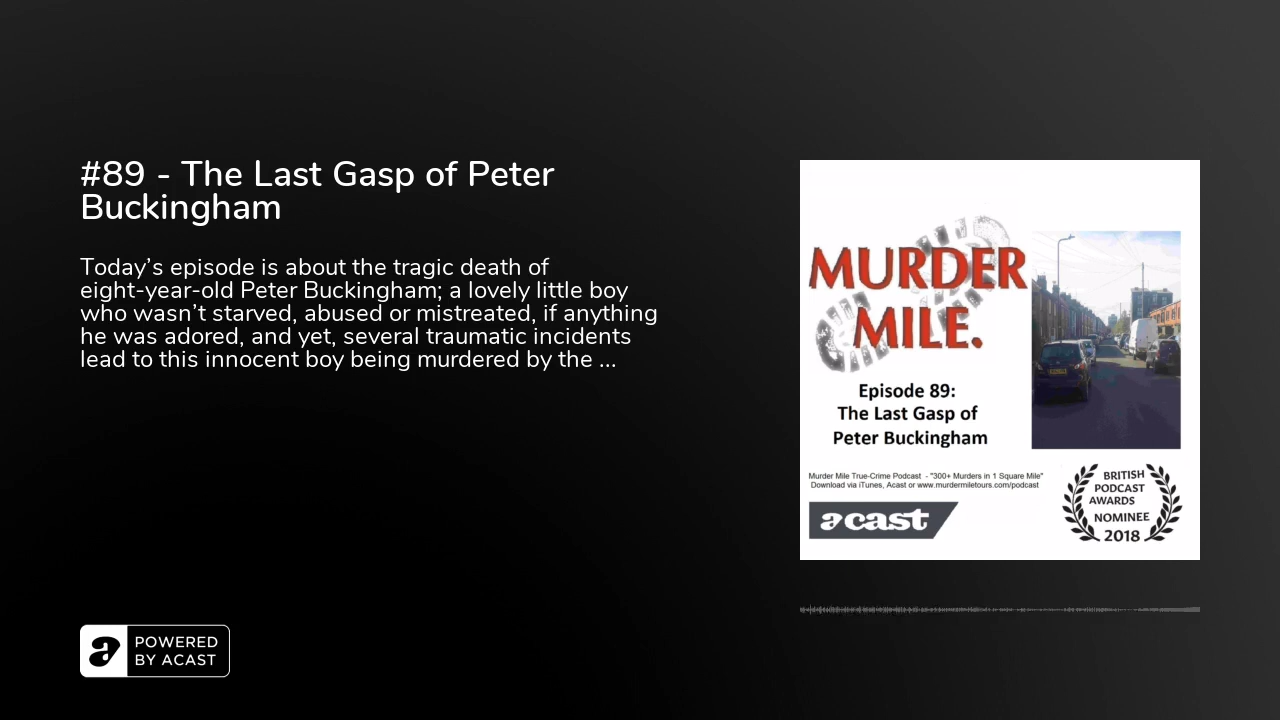 #89 - The Last Gasp of Peter
Buckingham
Today’s episode is about the tragic death of
eight-year-old Peter Buckingham; a lovely little boy
who wasn’t starved, abused or mistreated, if anything
he was adored, and yet, several traumatic incidents
lead to this innocent boy being murdered by the ...
MURDER
MILE.
Episode 89:
The Last Gasp of
Peter Buckingham
Murder Mile True-Crime Podcast - "300+ Murders in 1 Square Mile"
Download via iTunes, Acast or www.murdermiletours.com/podcast
acast
BRITISH
PODCAST
AWARDS
NOMINEE
2018
POWERED
BY ACAST